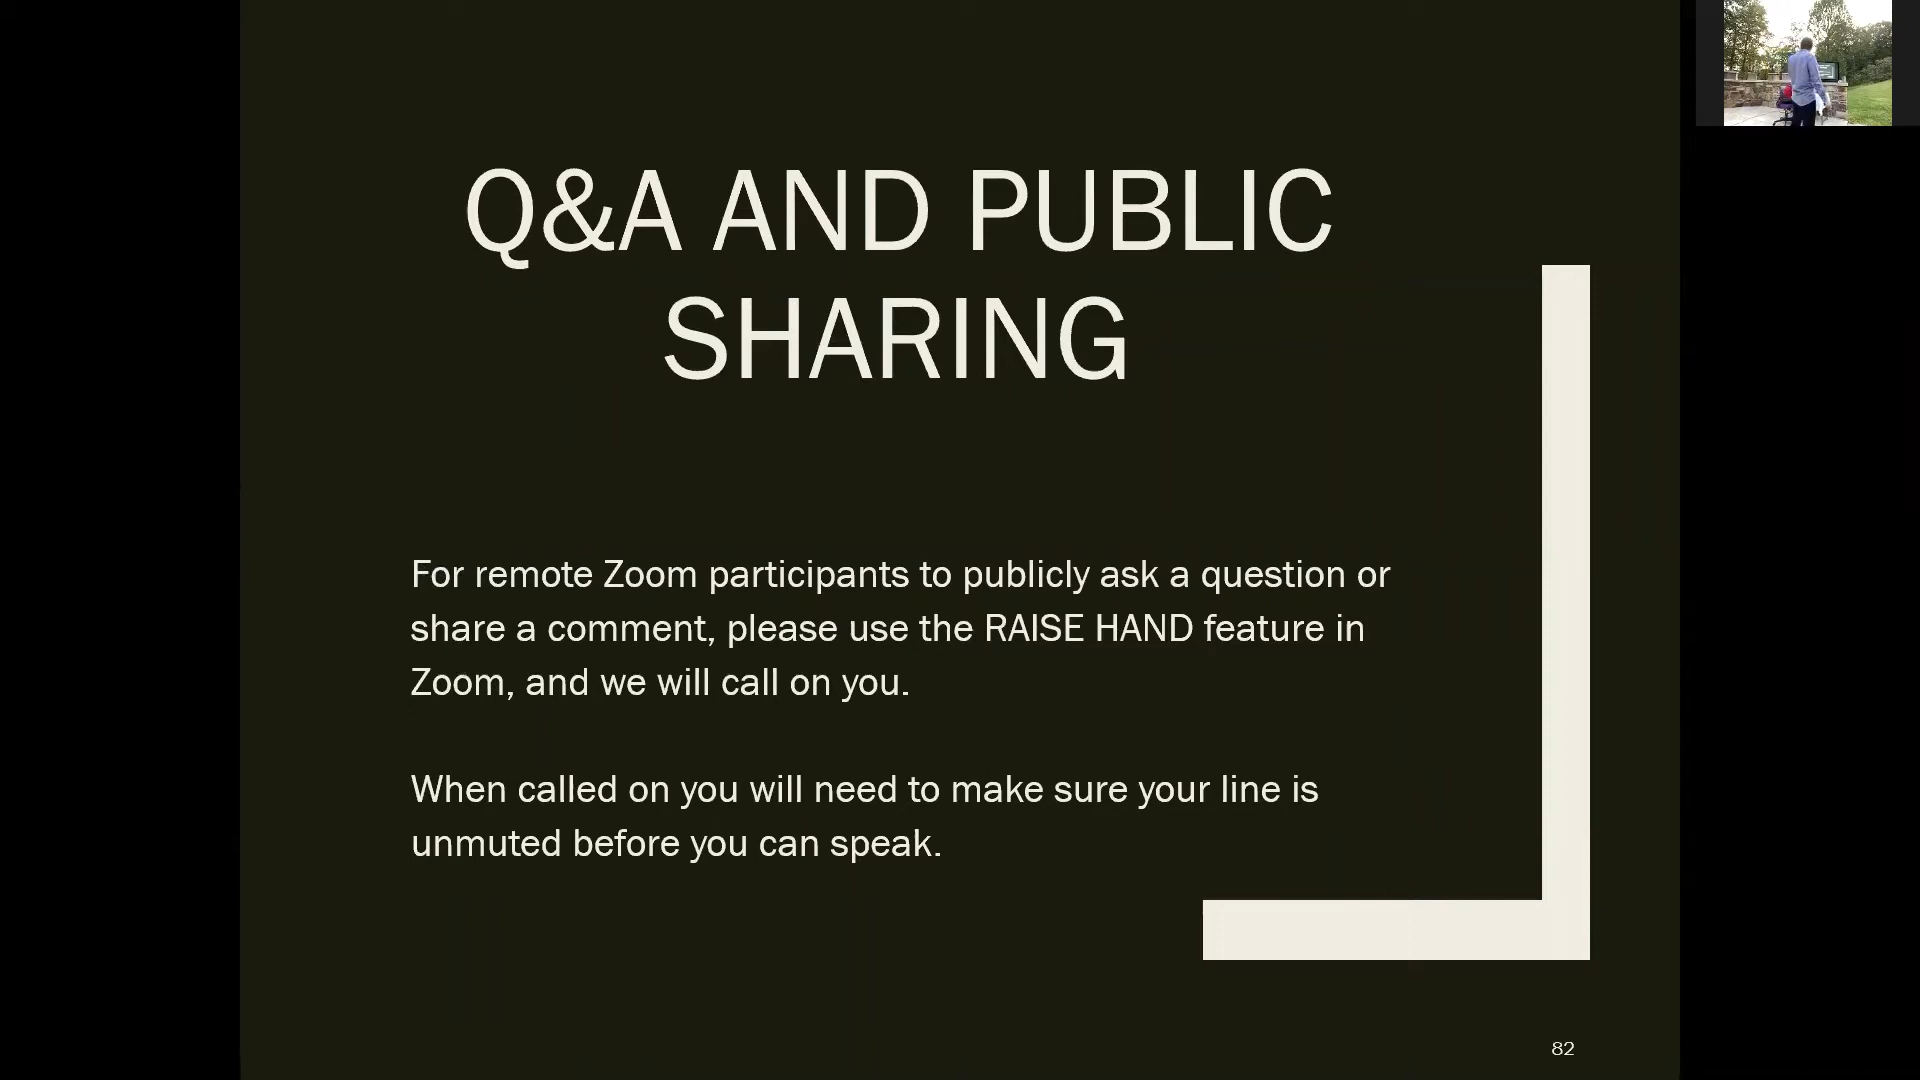 Q&A AND PUBLIC
SHARING
For remote Zoom participants to publicly ask a question or
share a comment, please use the RAISE HAND feature in
Zoom, and we will call on you.
When called on you will need to make sure your line is
unmuted before you can speak.
82